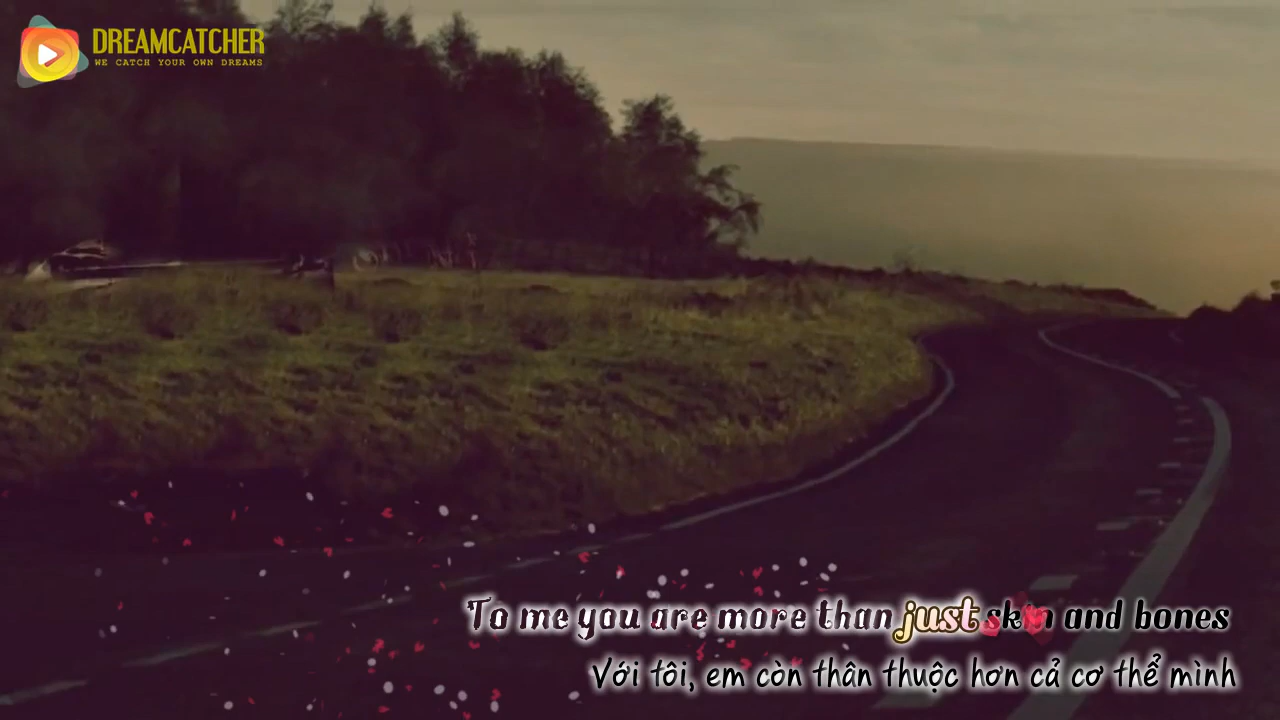 DREAMCATCHER
WE CATCH YOUR OWN DREAMS
To me you are more than just skin and bones
Với tôi, em còn thân thuộc hơn cả cơ thể mình